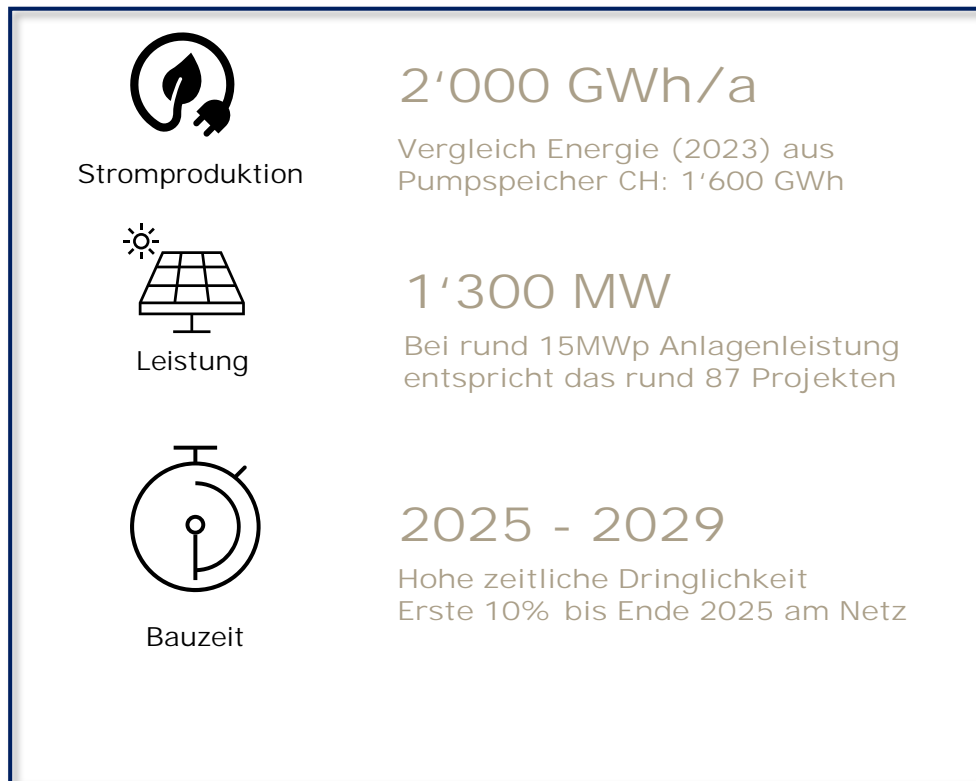 Stromproduktion
2‘000 GWh/a
Vergleich Energie (2023) aus
Pumpspeicher CH: 1‘600 GWh
Leistung
1‘300 MW
Bei rund 15MWp Anlagenleistung
entspricht das rund 87 Projekten
Bauzeit
2025 - 2029
Hohe zeitliche Dringlichkeit
Erste 10% bis Ende 2025 am Netz